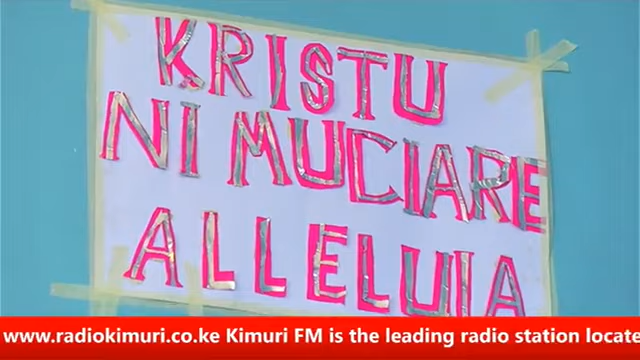 KRISTU
NI MUCIARE
ALLELUIA
www.radiokimuri.co.ke Kimuri FM is the leading radio station locate